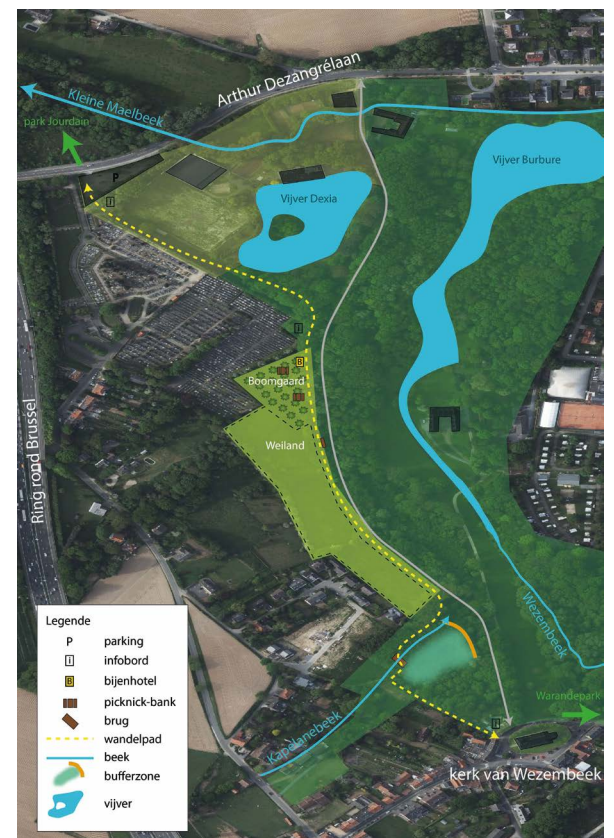 Arthur Dezangrélaan
Kleine Maelbeek
park Jourdain
P
i
Vijver Burbure
Vijver Dexia
i
B
Boomgaard
Weiland
Ring rond Brussel
Wezembeek
Kapelanebeek
Warandepark
i
kerk van Wezembeek
Legende
P parking
i infobord
B bijenhotel
picknick-bank
brug
wandelpad
beek
bufferzone
vijver